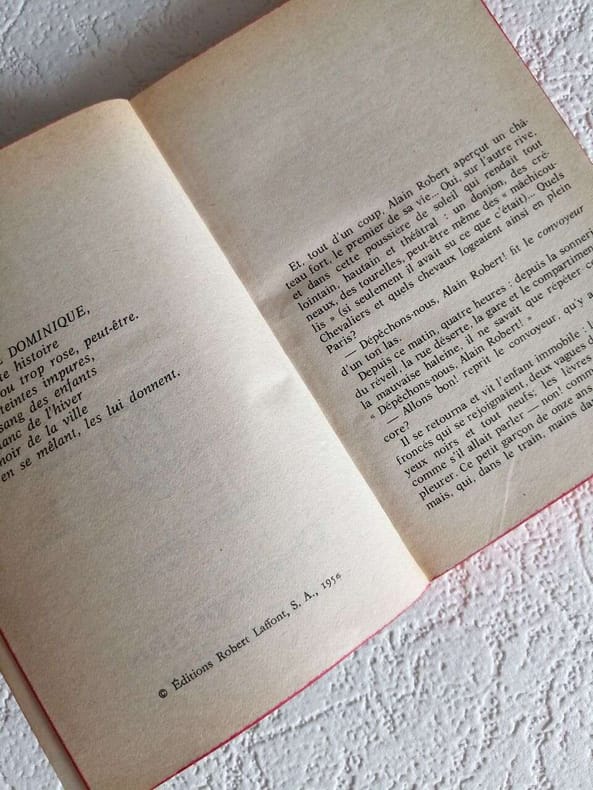 DOMINIQUE,
te histoire
ou trop rose, peut-être.
teintes impures,
sang des enfants
lanc de l'hiver
noir de la ville
en se mêlant, les lui donnent.
© Éditions Robert Laffont, S. A., 1954
Et, tout d'un coup, Alain Robert aperçut un châ-
teau fort, le premier de sa vie... Oui, sur l'autre rive,
et dans cette poussière de soleil qui rendait tout
lointain, hautain et théâtral : un donjon, des cré-
neaux, des tourelles, peut-être même des « mâchicou-
lis » (si seulement il avait su ce que c'était)... Quels
Chevaliers et quels chevaux logeaient ainsi en plein
Paris?
— Dépêchons-nous, Alain Robert! fit le convoyeur
d'un ton las.
Depuis ce matin, quatre heures : depuis la sonneri
du réveil, la rue déserte, la gare et le compartiment
la mauvaise haleine, il ne savait que répéter c
« Dépêchons-nous, Alain Robert! »
— Allons bon! reprit le convoyeur, qu'y a
core?
Il se retourna et vit l'enfant immobile : l
froncés qui se rejoignaient, deux vagues d
yeux noirs et tout neufs; les lèvres
comme s'il allait parler — non! comm
pleurer. Ce petit garçon de onze ans
mais, qui, dans le train, mains da